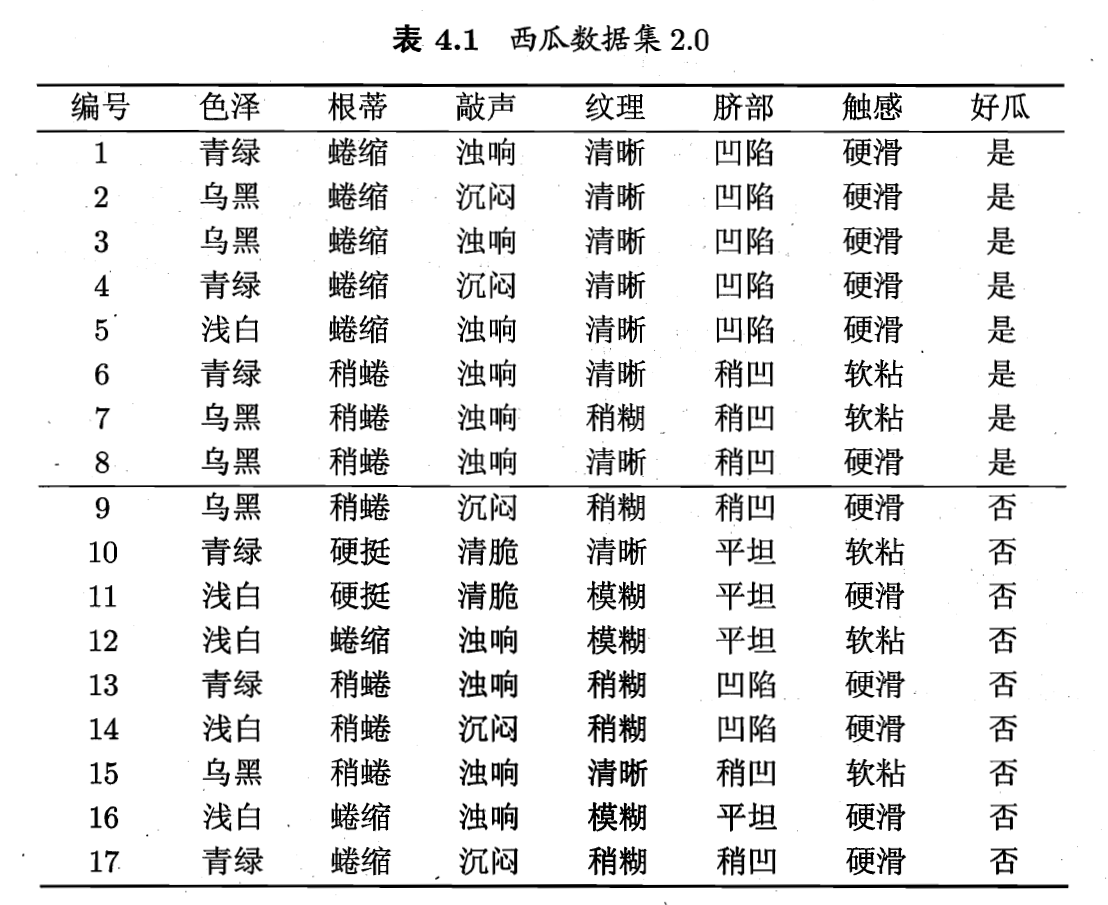 表 4.1 西瓜数据集 2.0
编号 色泽 根蒂 敲声 纹理 脐部 触感 好瓜
1 青绿 蜷缩 浊响 清晰 凹陷 硬滑 是
2 乌黑 蜷缩 沉闷 清晰 凹陷 硬滑 是
3 乌黑 蜷缩 浊响 清晰 凹陷 硬滑 是
4 青绿 蜷缩 沉闷 清晰 凹陷 硬滑 是
5 浅白 蜷缩 浊响 清晰 凹陷 硬滑 是
6 青绿 稍蜷 浊响 清晰 稍凹 软粘 是
7 乌黑 稍蜷 浊响 稍糊 稍凹 软粘 是
8 乌黑 稍蜷 浊响 清晰 稍凹 硬滑 是
9 乌黑 稍蜷 沉闷 稍糊 稍凹 硬滑 否
10 青绿 硬挺 清脆 清晰 平坦 软粘 否
11 浅白 硬挺 清脆 模糊 平坦 硬滑 否
12 浅白 蜷缩 浊响 模糊 平坦 软粘 否
13 青绿 稍蜷 浊响 稍糊 凹陷 硬滑 否
14 浅白 稍蜷 沉闷 稍糊 凹陷 硬滑 否
15 乌黑 稍蜷 浊响 清晰 稍凹 软粘 否
16 浅白 蜷缩 浊响 模糊 平坦 硬滑 否
17 青绿 蜷缩 沉闷 稍糊 稍凹 硬滑 否